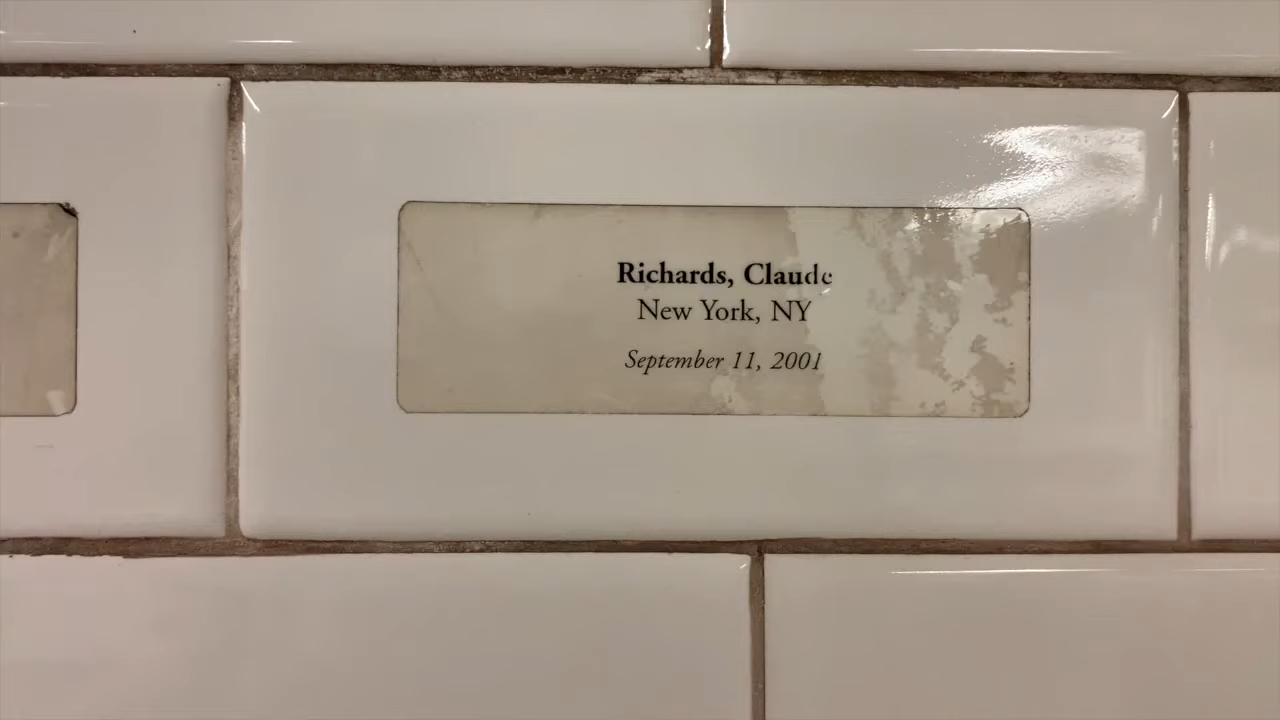 Richards, Claude
New York, NY
September 11, 2001